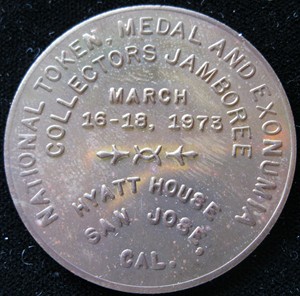 NATIONAL TOKEN, MEDAL AND EXONUMIA
COLLECTORS JAMBOREE
MARCH
16-18, 1973
HYATT HOUSE
SAN JOSE,
CAL.